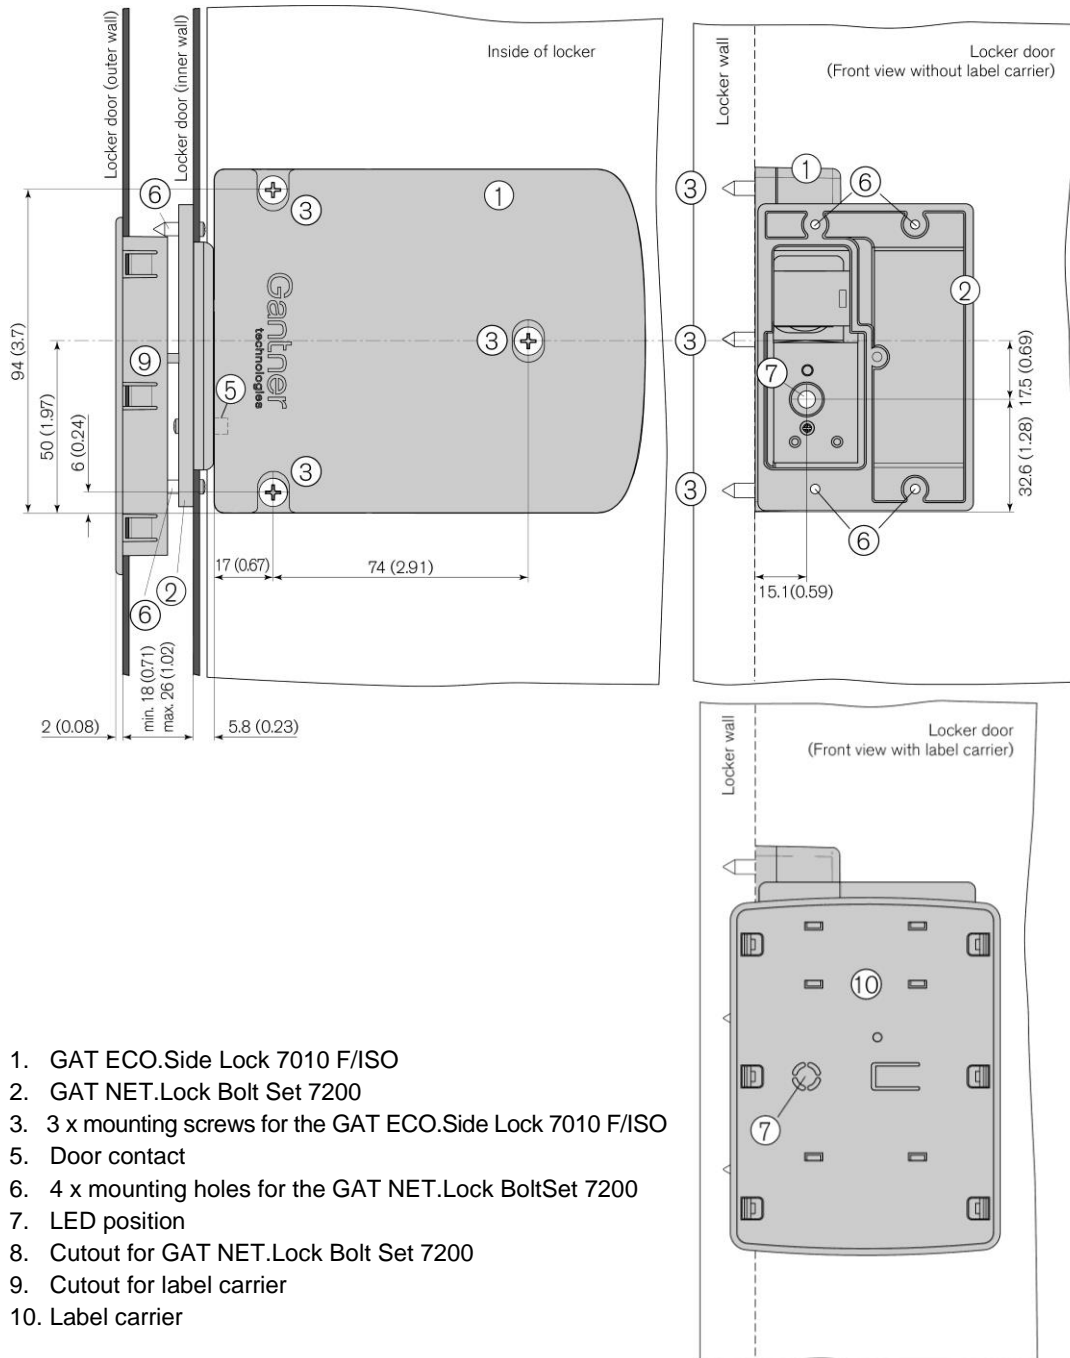 Locker door (outer wall)
Locker door (inner wall)
Inside of locker
6
3
1
94 (3.7)
50 (1.97)
6 (0.24)
9
Gantner
technologies
3
5
3
17 (0.67)
74 (2.91)
2
6
min. 18 (0.71)
max. 26 (1.02)
2 (0.08)
5.8 (0.23)
Locker wall
Locker door
(Front view without label carrier)
3
1
6
2
3
7
17.5 (0.69)
32.6 (1.28)
3
6
15.1(0.59)
Locker wall
Locker door
(Front view with label carrier)
10
7
1. GAT ECO.Side Lock 7010 F/ISO
2. GAT NET.Lock Bolt Set 7200
3. 3 x mounting screws for the GAT ECO.Side Lock 7010 F/ISO
5. Door contact
6. 4 x mounting holes for the GAT NET.Lock BoltSet 7200
7. LED position
8. Cutout for GAT NET.Lock Bolt Set 7200
9. Cutout for label carrier
10. Label carrier